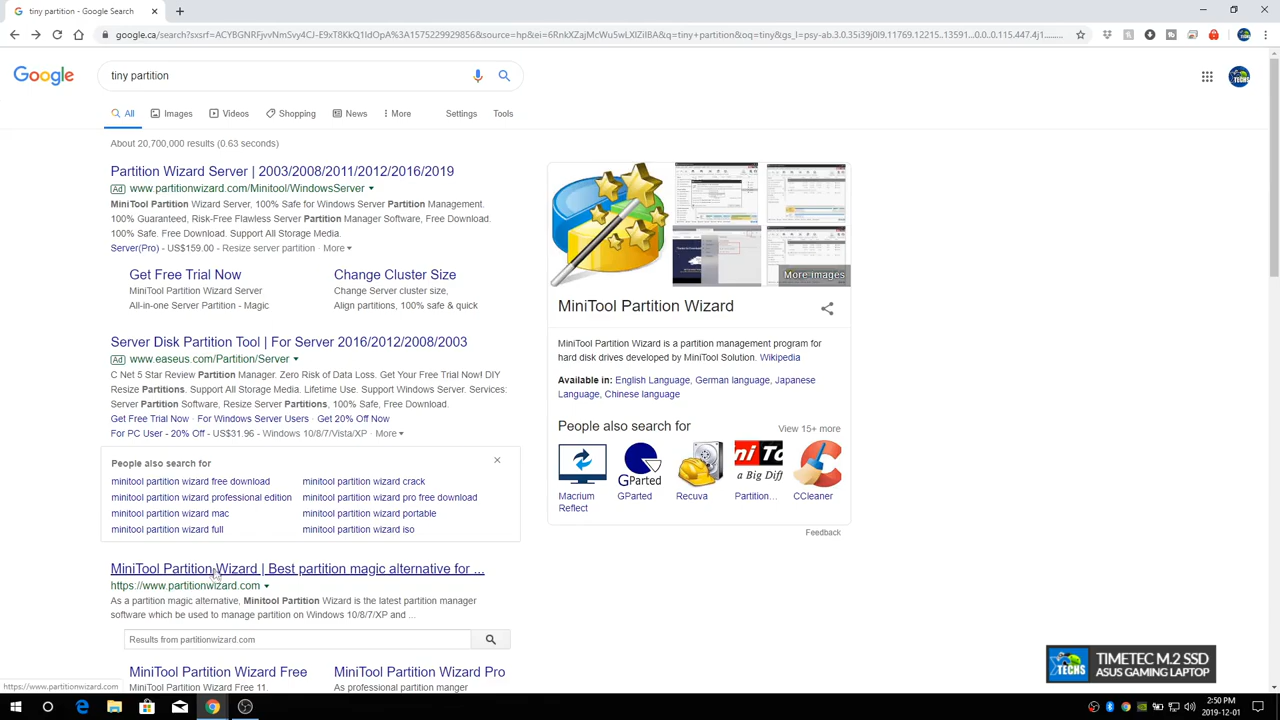 tiny partition
google.ca/search?sxsrf=ACYBGNRFjvvNmSvy4CJ-E9xT8KkQ1IdOpA%3A1575229929856&source=hp&ei=6RnkXZajMcWu5wLXlZiIBA&q=tiny+partition&oq=tiny&gs_l=psy-ab.3.0.35i39j0l9.11769.12215..13591...0.0..0.115.447.4j1...
Google
tiny partition
All Images Videos Shopping News More Settings Tools
About 20,700,000 results (0.63 seconds)
Partition Wizard Server | 2003/2008/2011/2012/2016/2019
Ad www.partitionwizard.com/Minitool/WindowsServer
Mini Tool Partition Wizard Server, 100% Safe for Windows Server Partition Management.
100% Guaranteed, Risk-Free Flawless Server Partition Manager Software, Free Download.
100% Safe. Free Download. Support All Storage Media.
Server Pro - US$159.00 - Resize server partition · More
Get Free Trial Now
MiniTool Partition Wizard Server
All-in-one Server Partition - Magic
Change Cluster Size
Change Server cluster size,
Align partitions, 100% safe & quick
Server Disk Partition Tool | For Server 2016/2012/2008/2003
Ad www.easeus.com/Partition/Server
C Net 5 Star Review Partition Manager. Zero Risk of Data Loss. Get Your Free Trial Now! DIY
Resize Partitions. Support All Storage Media. Lifetime Use. Support Windows Server. Services:
Server Partition Software, Resize Server Partitions, 100% Safe, Free Download.
Get Free Trial Now · For Windows Server Users · Get 20% Off Now
For PC User - 20% Off - US$31.96 - Windows 10/8/7/Vista/XP · More
People also search for
minitool partition wizard free download
minitool partition wizard crack
minitool partition wizard professional edition
minitool partition wizard pro free download
minitool partition wizard mac
minitool partition wizard portable
minitool partition wizard full
minitool partition wizard iso
MiniTool Partition Wizard | Best partition magic alternative for ...
https://www.partitionwizard.com
As a partition magic alternative, Minitool Partition Wizard is the latest partition manager
software which be used to manage partition on Windows 10/8/7/XP and ...
Results from partitionwizard.com
MiniTool Partition Wizard Free
MiniTool Partition Wizard Free 11.
MiniTool Partition Wizard Pro
As professional partition manger
More images
MiniTool Partition Wizard
MiniTool Partition Wizard is a partition management program for
hard disk drives developed by MiniTool Solution. Wikipedia
Available in: English Language, German language, Japanese
Language, Chinese language
People also search for
View 15+ more
GParted
ni To
a Big Diff
Macrium
Reflect
GParted
Recuva
Partition...
CCleaner
Feedback
TECHS
TIMETEC M.2 SSD
ASUS GAMING LAPTOP
https://www.partitionwizard.com
2:50 PM
2019-12-01